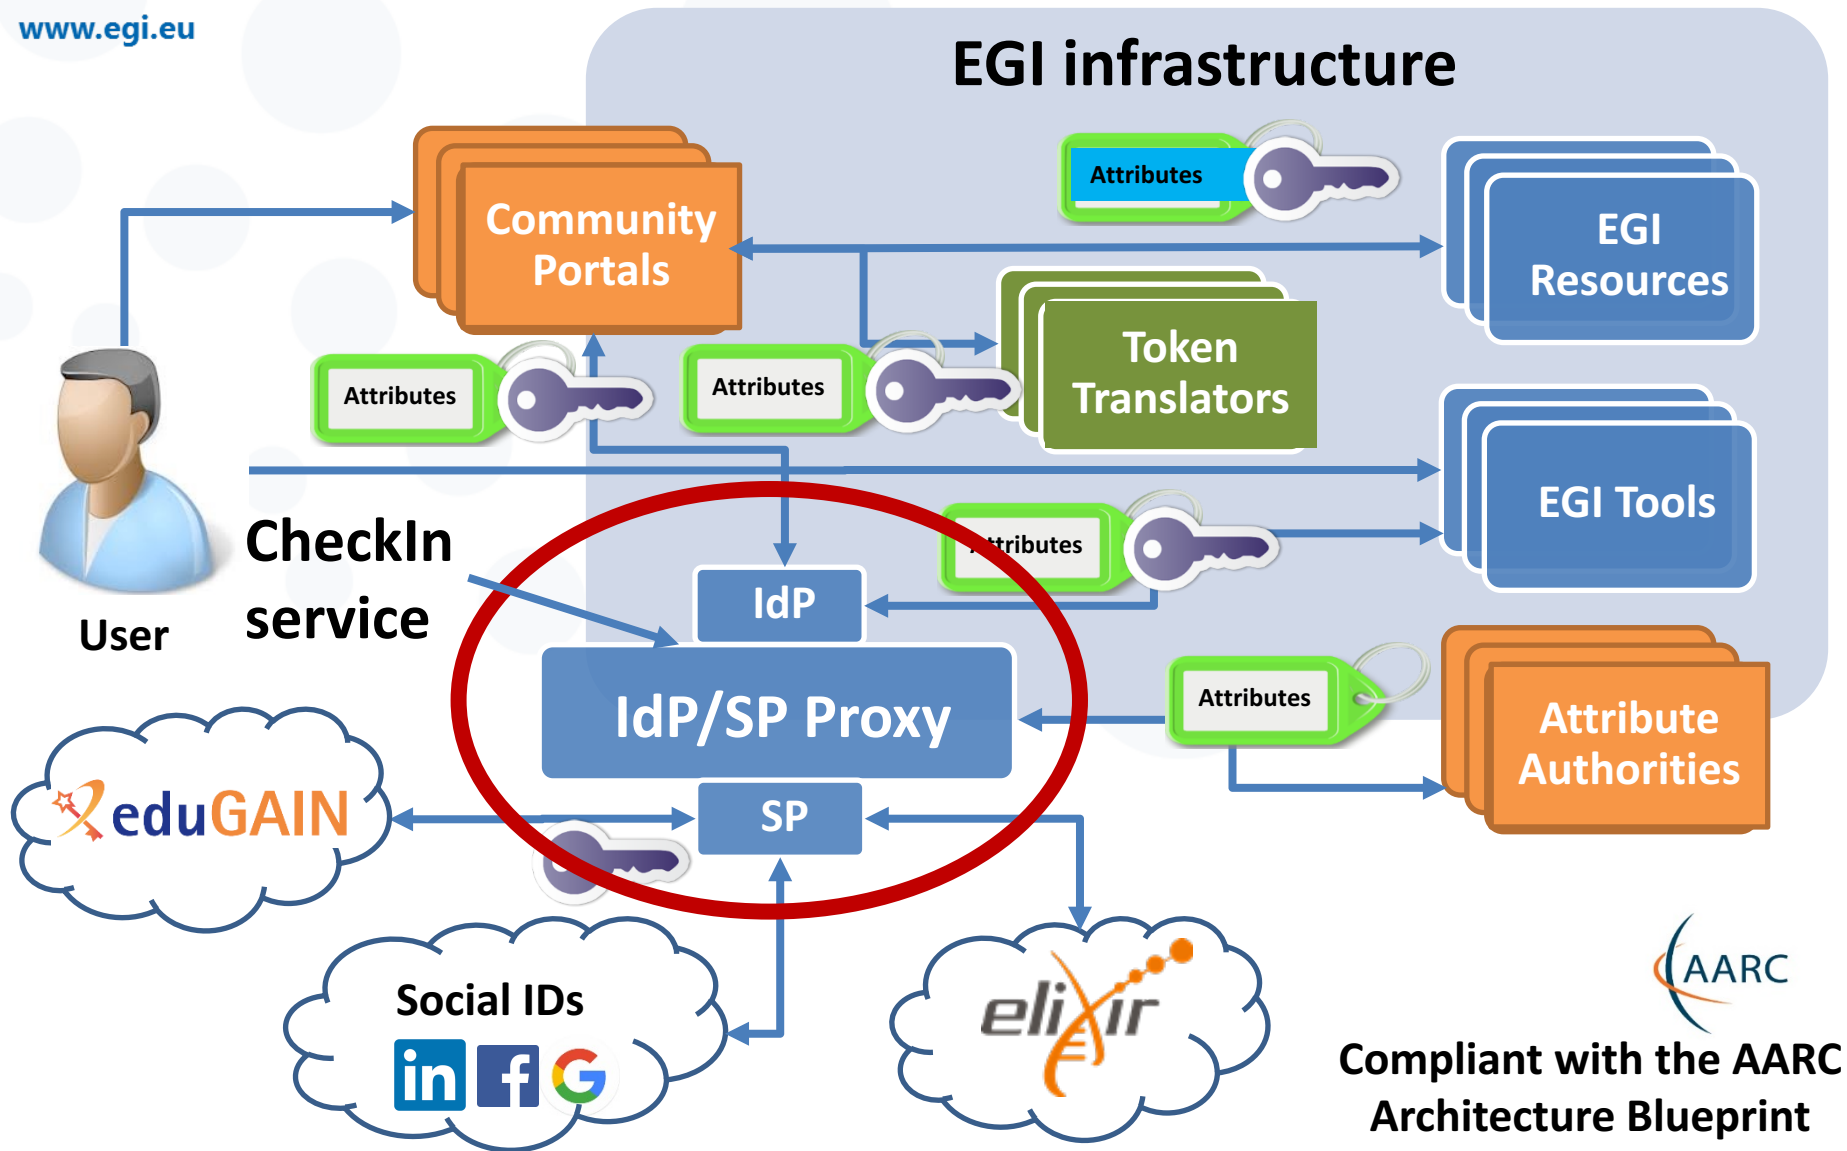 www.egi.eu
EGI infrastructure
Attributes
Community
Portals
EGI
Resources
Token
Translators
Attributes
Attributes
EGI Tools
CheckIn
service
Attributes
IdP
User
IdP/SP Proxy
Attributes
Attribute
Authorities
eduGAIN
SP
Social IDs
in
f
G
elixir
AARC
Compliant with the AARC
Architecture Blueprint